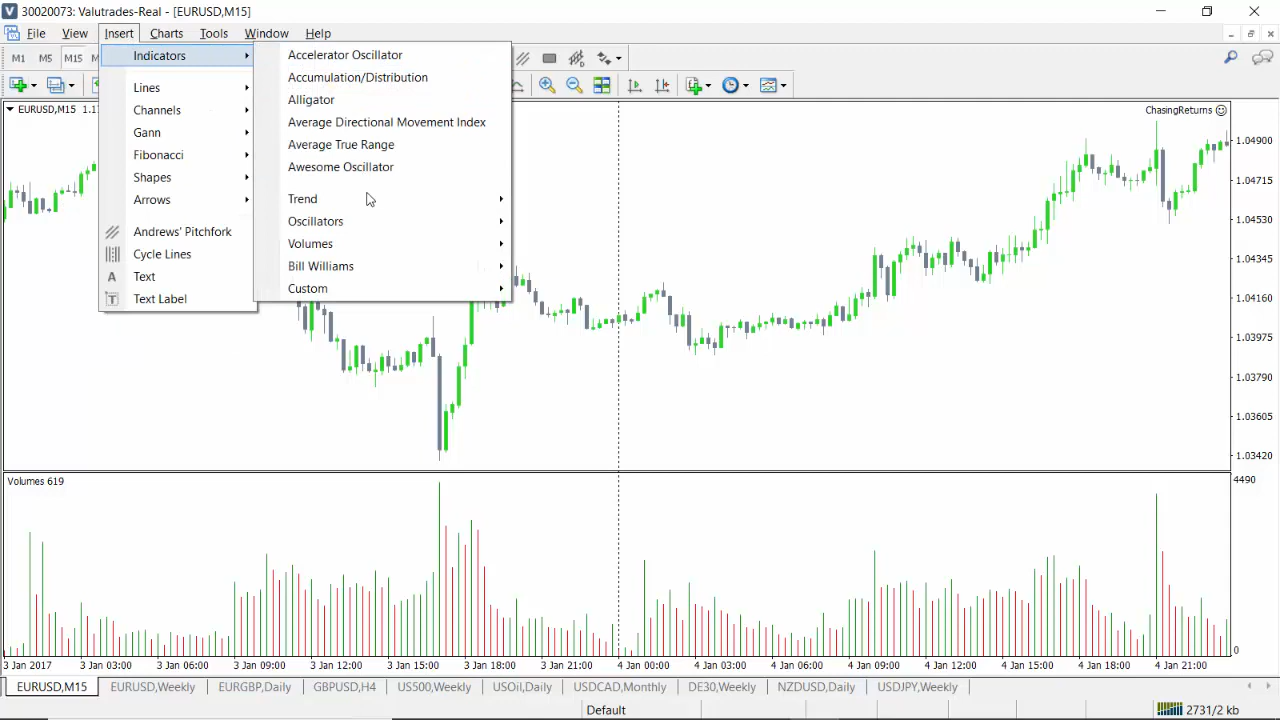 30020073: Valutrades-Real - [EURUSD,M15]
File View Insert Charts Tools Window Help
M1 M5 M15
Indicators
Lines
Channels
Gann
Fibonacci
Shapes
Arrows
Andrews' Pitchfork
Cycle Lines
Text
Text Label
Accelerator Oscillator
Accumulation/Distribution
Alligator
Average Directional Movement Index
Average True Range
Awesome Oscillator
Trend
Oscillators
Volumes
Bill Williams
Custom
EURUSD,M15
ChasingReturns
1.04900
1.04715
1.04530
1.04345
1.04160
1.03975
1.03790
1.03605
1.03420
Volumes 619
4490
0
3 Jan 2017 3 Jan 03:00 3 Jan 06:00 3 Jan 09:00 3 Jan 12:00 3 Jan 15:00 3 Jan 18:00 3 Jan 21:00 4 Jan 00:00 4 Jan 03:00 4 Jan 06:00 4 Jan 09:00 4 Jan 12:00 4 Jan 15:00 4 Jan 18:00 4 Jan 21:00
EURUSD,M15 EURUSD,Weekly EURGBP,Daily GBPUSD,H4 US500,Weekly USOil,Daily USDCAD,Monthly DE30,Weekly NZDUSD,Daily USDJPY,Weekly
Default 2731/2 kb